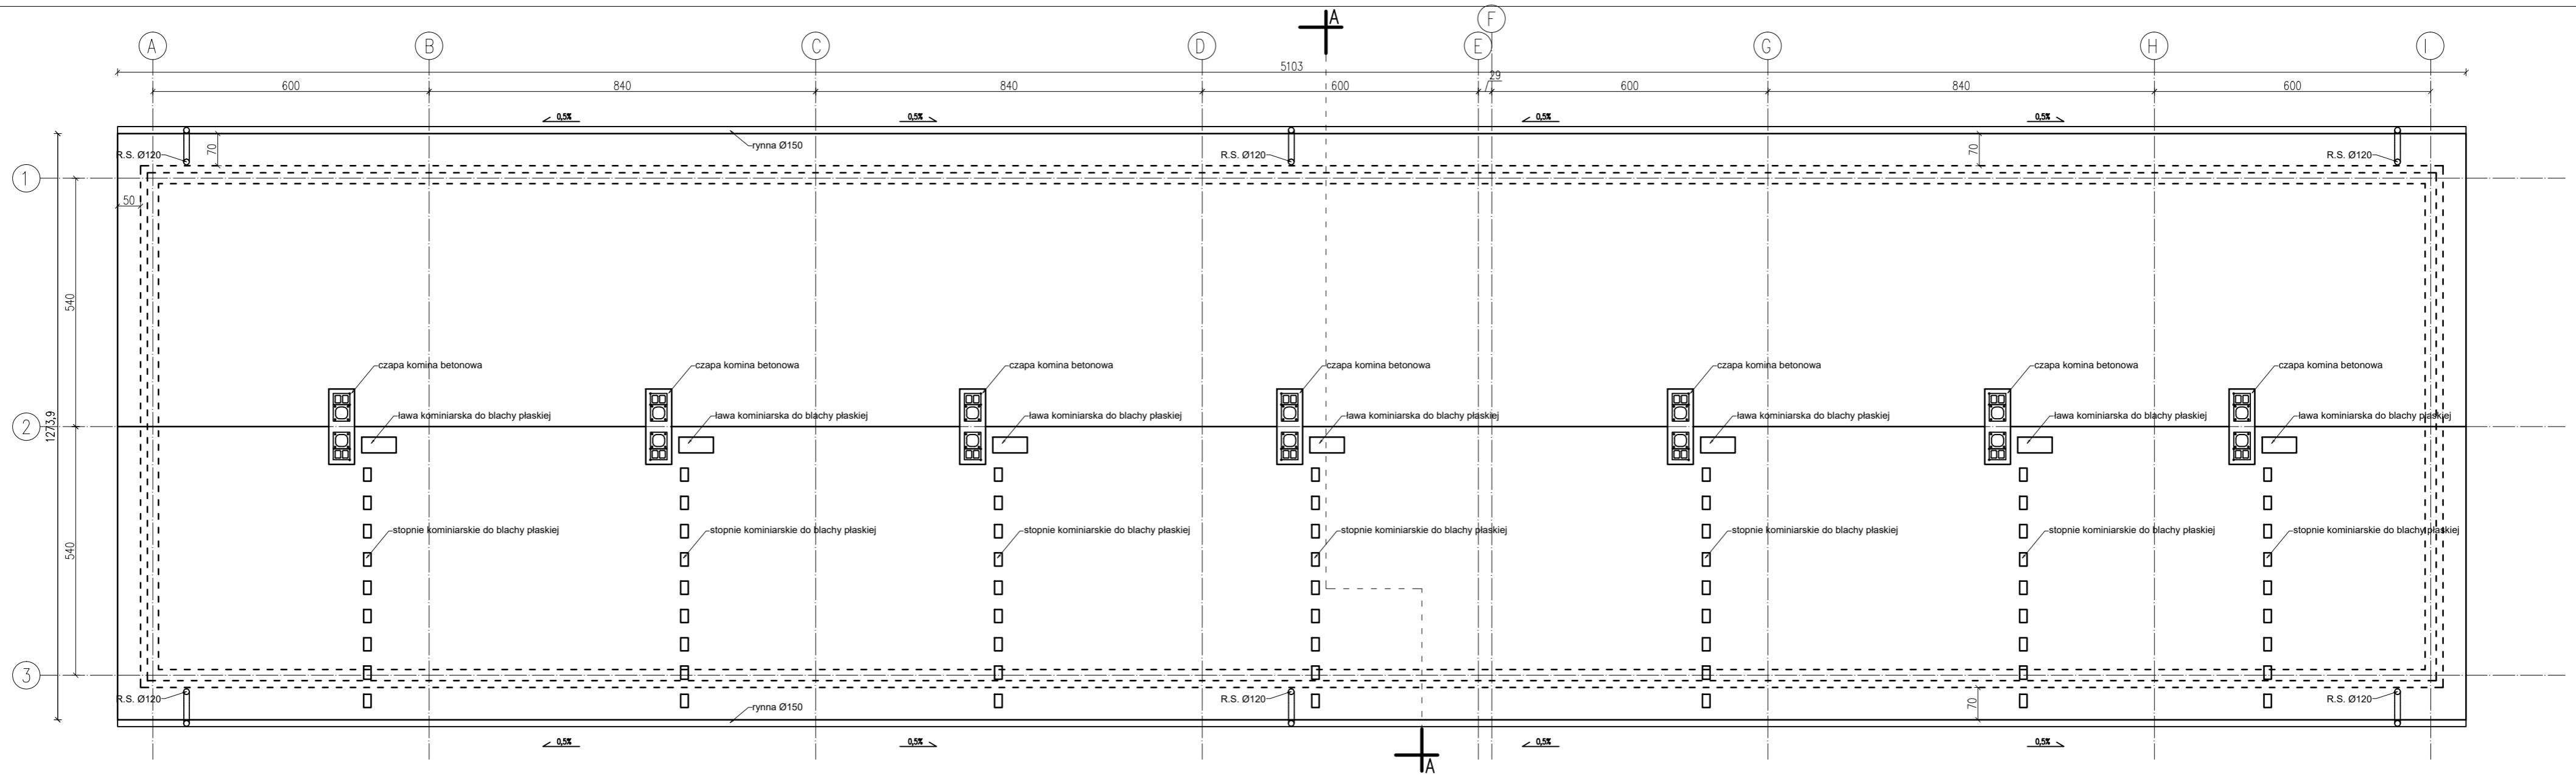 F
A
A B C D E G H I
5103
29
600 840 840 600 600 840 600
0,5% 0,5% 0,5% 0,5%
rynna Ø150
R.S. Ø120 70 R.S. Ø120 70 R.S. Ø120
1
50
540
czapa komina betonowa czapa komina betonowa czapa komina betonowa czapa komina betonowa czapa komina betonowa czapa komina betonowa czapa komina betonowa
ława kominiarska do blachy płaskiej ława kominiarska do blachy płaskiej ława kominiarska do blachy płaskiej ława kominiarska do blachy płaskiej ława kominiarska do blachy płaskiej ława kominiarska do blachy płaskiej ława kominiarska do blachy płaskiej
2
1273,9
stopnie kominiarskie do blachy płaskiej stopnie kominiarskie do blachy płaskiej stopnie kominiarskie do blachy płaskiej stopnie kominiarskie do blachy płaskiej stopnie kominiarskie do blachy płaskiej stopnie kominiarskie do blachy płaskiej stopnie kominiarskie do blachy płaskiej
540
3
R.S. Ø120 R.S. Ø120 70 R.S. Ø120
rynna Ø150
0,5% 0,5% 0,5% 0,5%
A